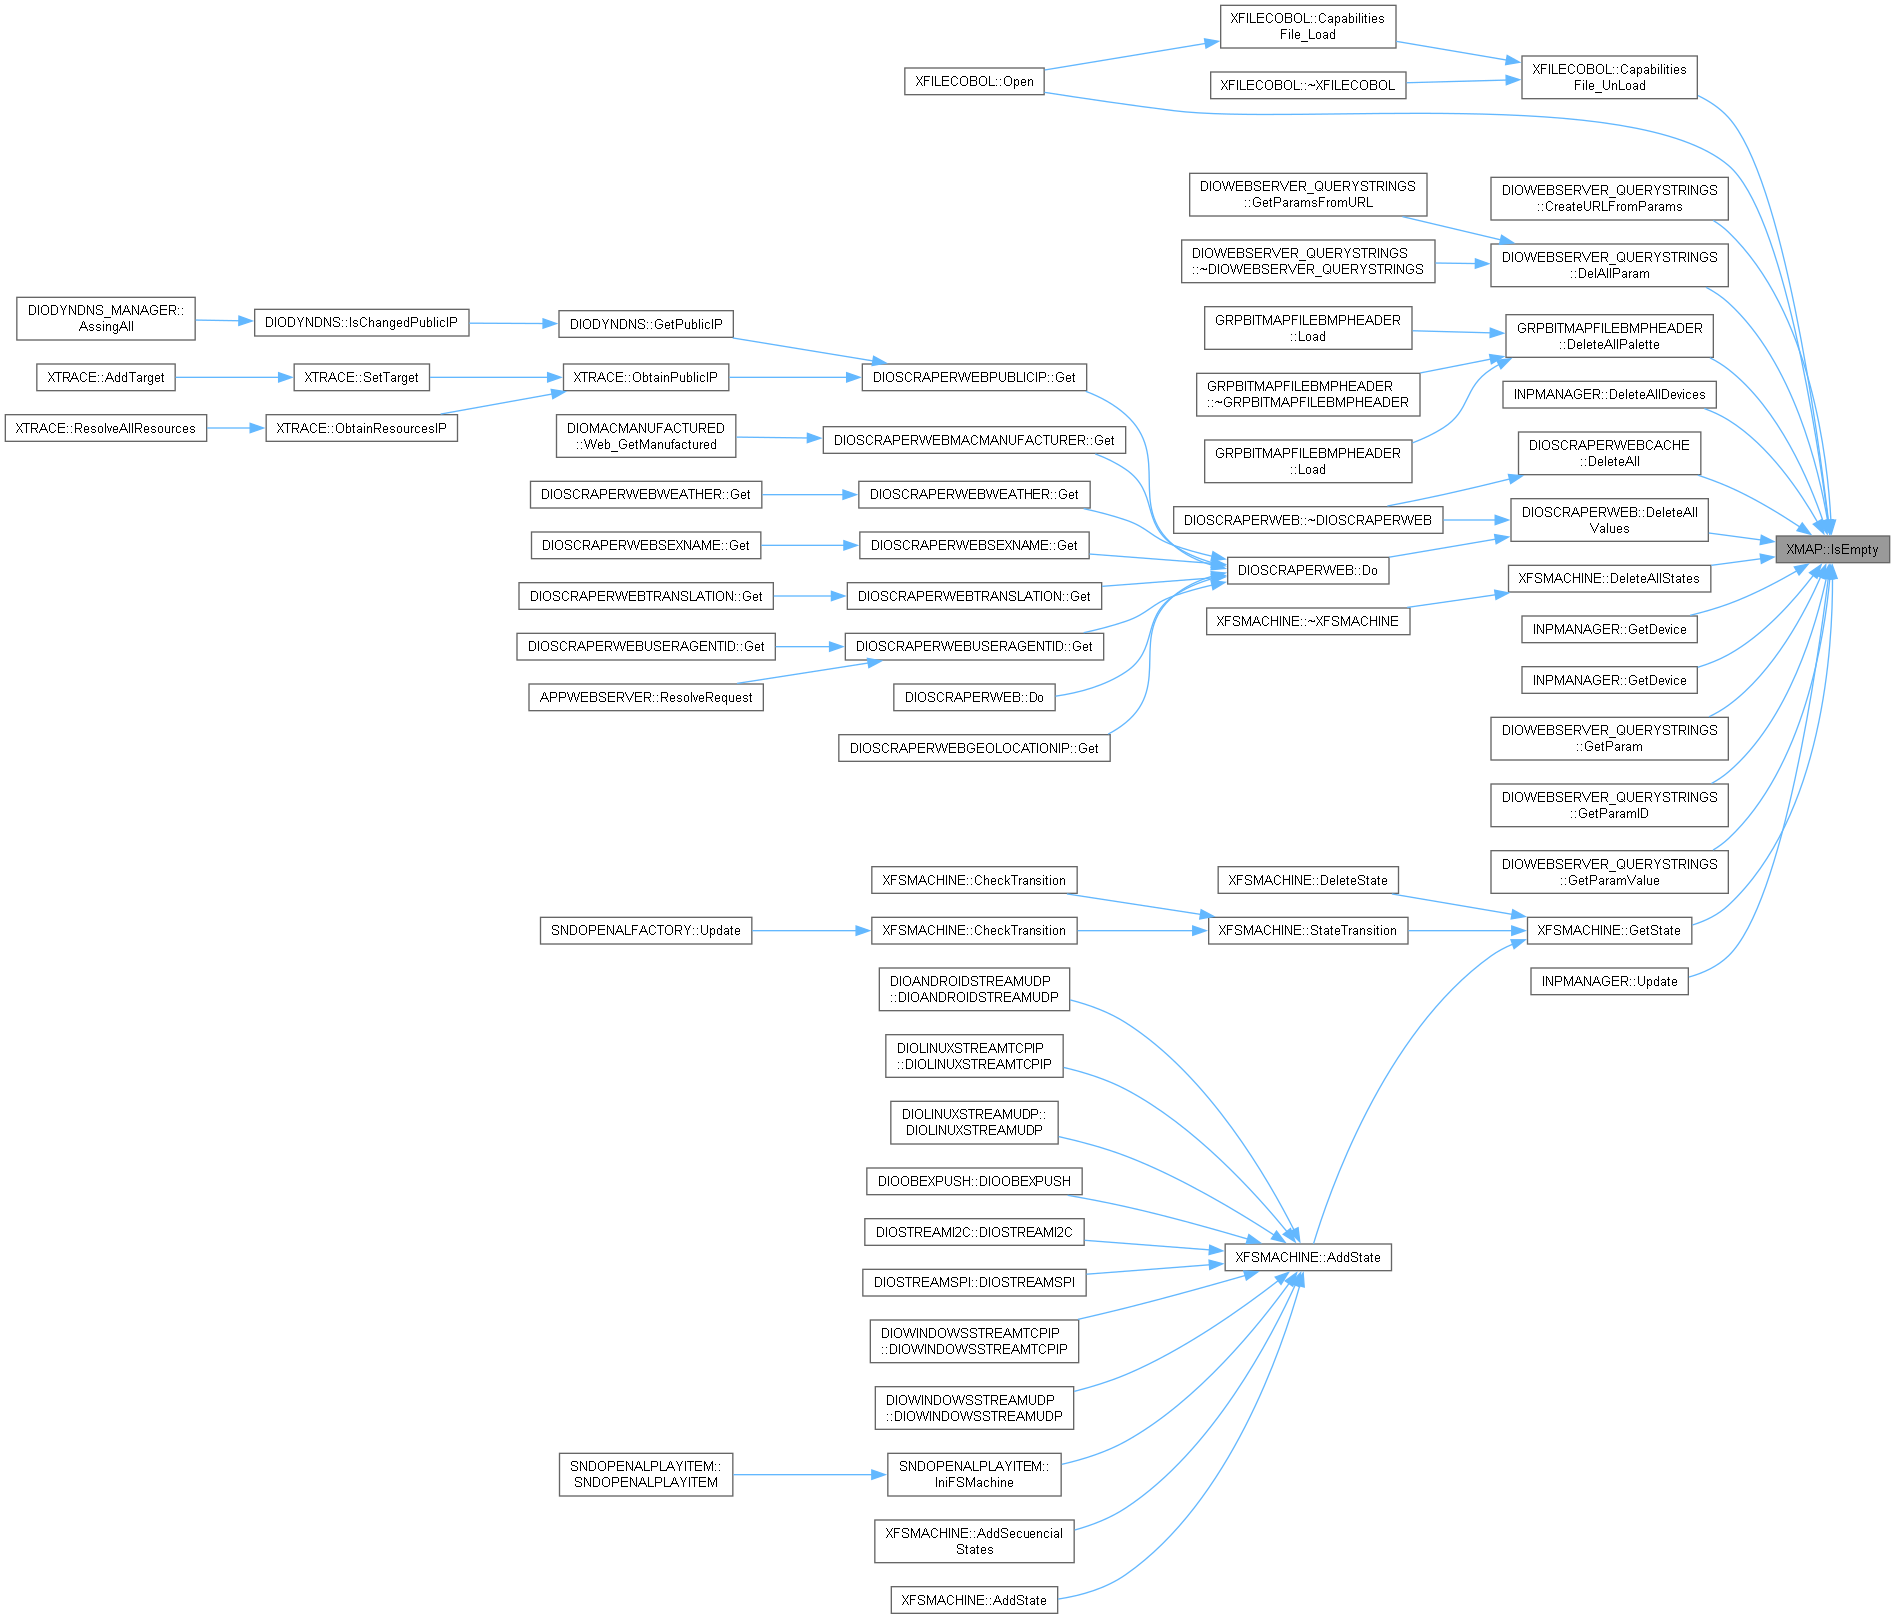 XFILECOBOL::Capabilities
File_Load
XFILECOBOL::Open
XFILECOBOL::~XFILECOBOL
XFILECOBOL::Capabilities
File_UnLoad
DIOWEBSERVER_QUERYSTRINGS
::GetParamsFromURL
DIOWEBSERVER_QUERYSTRINGS
::CreateURLFromParams
DIOWEBSERVER_QUERYSTRINGS
::~DIOWEBSERVER_QUERYSTRINGS
DIOWEBSERVER_QUERYSTRINGS
::DelAllParam
DIODYNDNS_MANAGER::
AssingAll
DIODYNDNS::IsChangedPublicIP
DIODYNDNS::GetPublicIP
GRPBITMAPFILEBMPHEADER
::Load
GRPBITMAPFILEBMPHEADER
::DeleteAllPalette
XTRACE::AddTarget
XTRACE::SetTarget
XTRACE::ObtainPublicIP
DIOSCRAPERWEBPUBLICIP::Get
GRPBITMAPFILEBMPHEADER
::~GRPBITMAPFILEBMPHEADER
INPMANAGER::DeleteAllDevices
XTRACE::ResolveAllResources
XTRACE::ObtainResourcesIP
DIOMACMANUFACTURED
::Web_GetManufactured
DIOSCRAPERWEBMACMANUFACTURER::Get
GRPBITMAPFILEBMPHEADER
::Load
DIOSCRAPERWEBCACHE
::DeleteAll
DIOSCRAPERWEBWEATHER::Get
DIOSCRAPERWEBWEATHER::Get
DIOSCRAPERWEB::~DIOSCRAPERWEB
DIOSCRAPERWEB::DeleteAll
Values
DIOSCRAPERWEBSEXNAME::Get
DIOSCRAPERWEBSEXNAME::Get
XMAP::IsEmpty
DIOSCRAPERWEB::Do
XFSMACHINE::DeleteAllStates
DIOSCRAPERWEBTRANSLATION::Get
DIOSCRAPERWEBTRANSLATION::Get
XFSMACHINE::~XFSMACHINE
INPMANAGER::GetDevice
DIOSCRAPERWEBUSERAGENTID::Get
DIOSCRAPERWEBUSERAGENTID::Get
INPMANAGER::GetDevice
APPWEBSERVER::ResolveRequest
DIOSCRAPERWEB::Do
DIOWEBSERVER_QUERYSTRINGS
::GetParam
DIOSCRAPERWEBGEOLOCATIONIP::Get
DIOWEBSERVER_QUERYSTRINGS
::GetParamID
DIOWEBSERVER_QUERYSTRINGS
::GetParamValue
XFSMACHINE::CheckTransition
XFSMACHINE::DeleteState
SNDOPENALFACTORY::Update
XFSMACHINE::CheckTransition
XFSMACHINE::StateTransition
XFSMACHINE::GetState
INPMANAGER::Update
DIOANDROIDSTREAMUDP
::DIOANDROIDSTREAMUDP
DIOLINUXSTREAMTCPIP
::DIOLINUXSTREAMTCPIP
DIOLINUXSTREAMUDP::
DIOLINUXSTREAMUDP
DIOOBEXPUSH::DIOOBEXPUSH
DIOSTREAMI2C::DIOSTREAMI2C
XFSMACHINE::AddState
DIOSTREAMSPI::DIOSTREAMSPI
DIOWINDOWSSTREAMTCPIP
::DIOWINDOWSSTREAMTCPIP
DIOWINDOWSSTREAMUDP
::DIOWINDOWSSTREAMUDP
SNDOPENALPLAYITEM::
SNDOPENALPLAYITEM
SNDOPENALPLAYITEM::
IniFSMachine
XFSMACHINE::AddSecuencial
States
XFSMACHINE::AddState